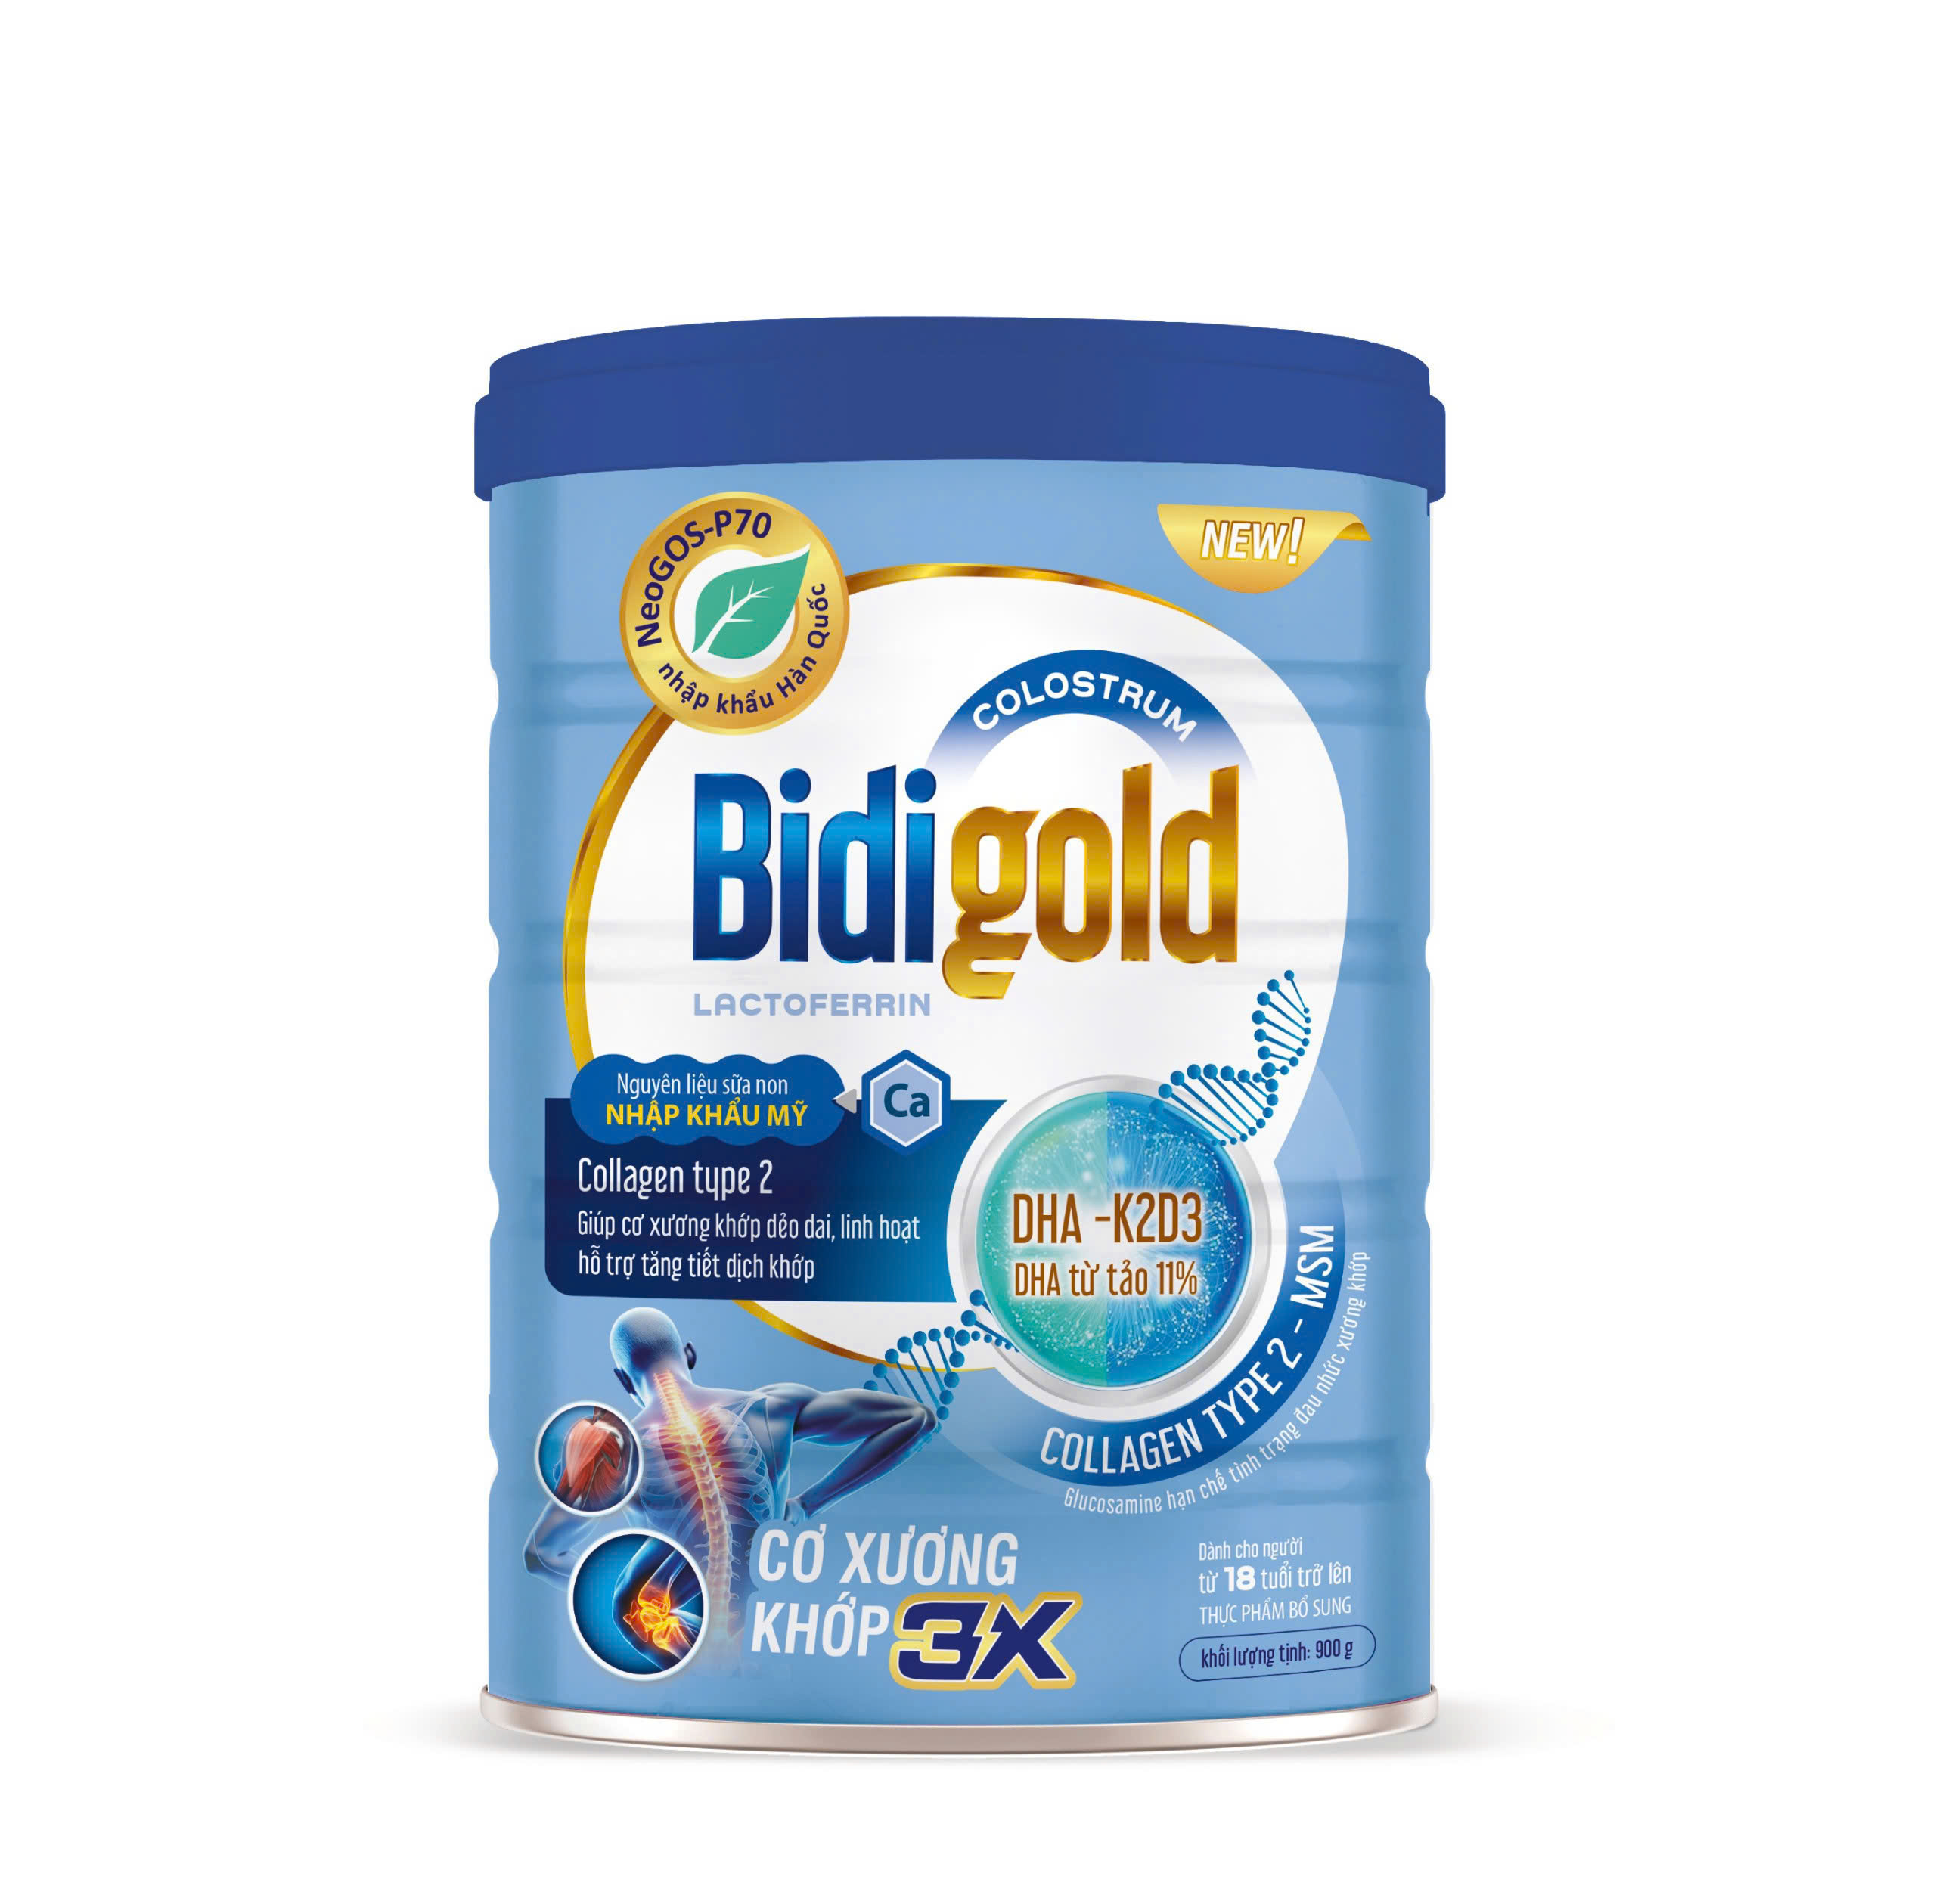 NeoGOS-P70
nhập khẩu Hàn Quốc
NEW!
COLOSTRUM
Bidigold
LACTOFERRIN
Nguyên liệu sữa non
NHẬP KHẨU MỸ
Ca
Collagen type 2
Giúp cơ xương khớp dẻo dai, linh hoạt
hỗ trợ tăng tiết dịch khớp
DHA -K2D3
DHA từ tảo 11%
COLLAGEN TYPE 2 - MSM
Glucosamine hạn chế tình trạng đau nhức xương khớp
CƠ XƯƠNG
KHỚP 3X
Dành cho người
từ 18 tuổi trở lên
THỰC PHẨM BỔ SUNG
khối lượng tịnh: 900 g